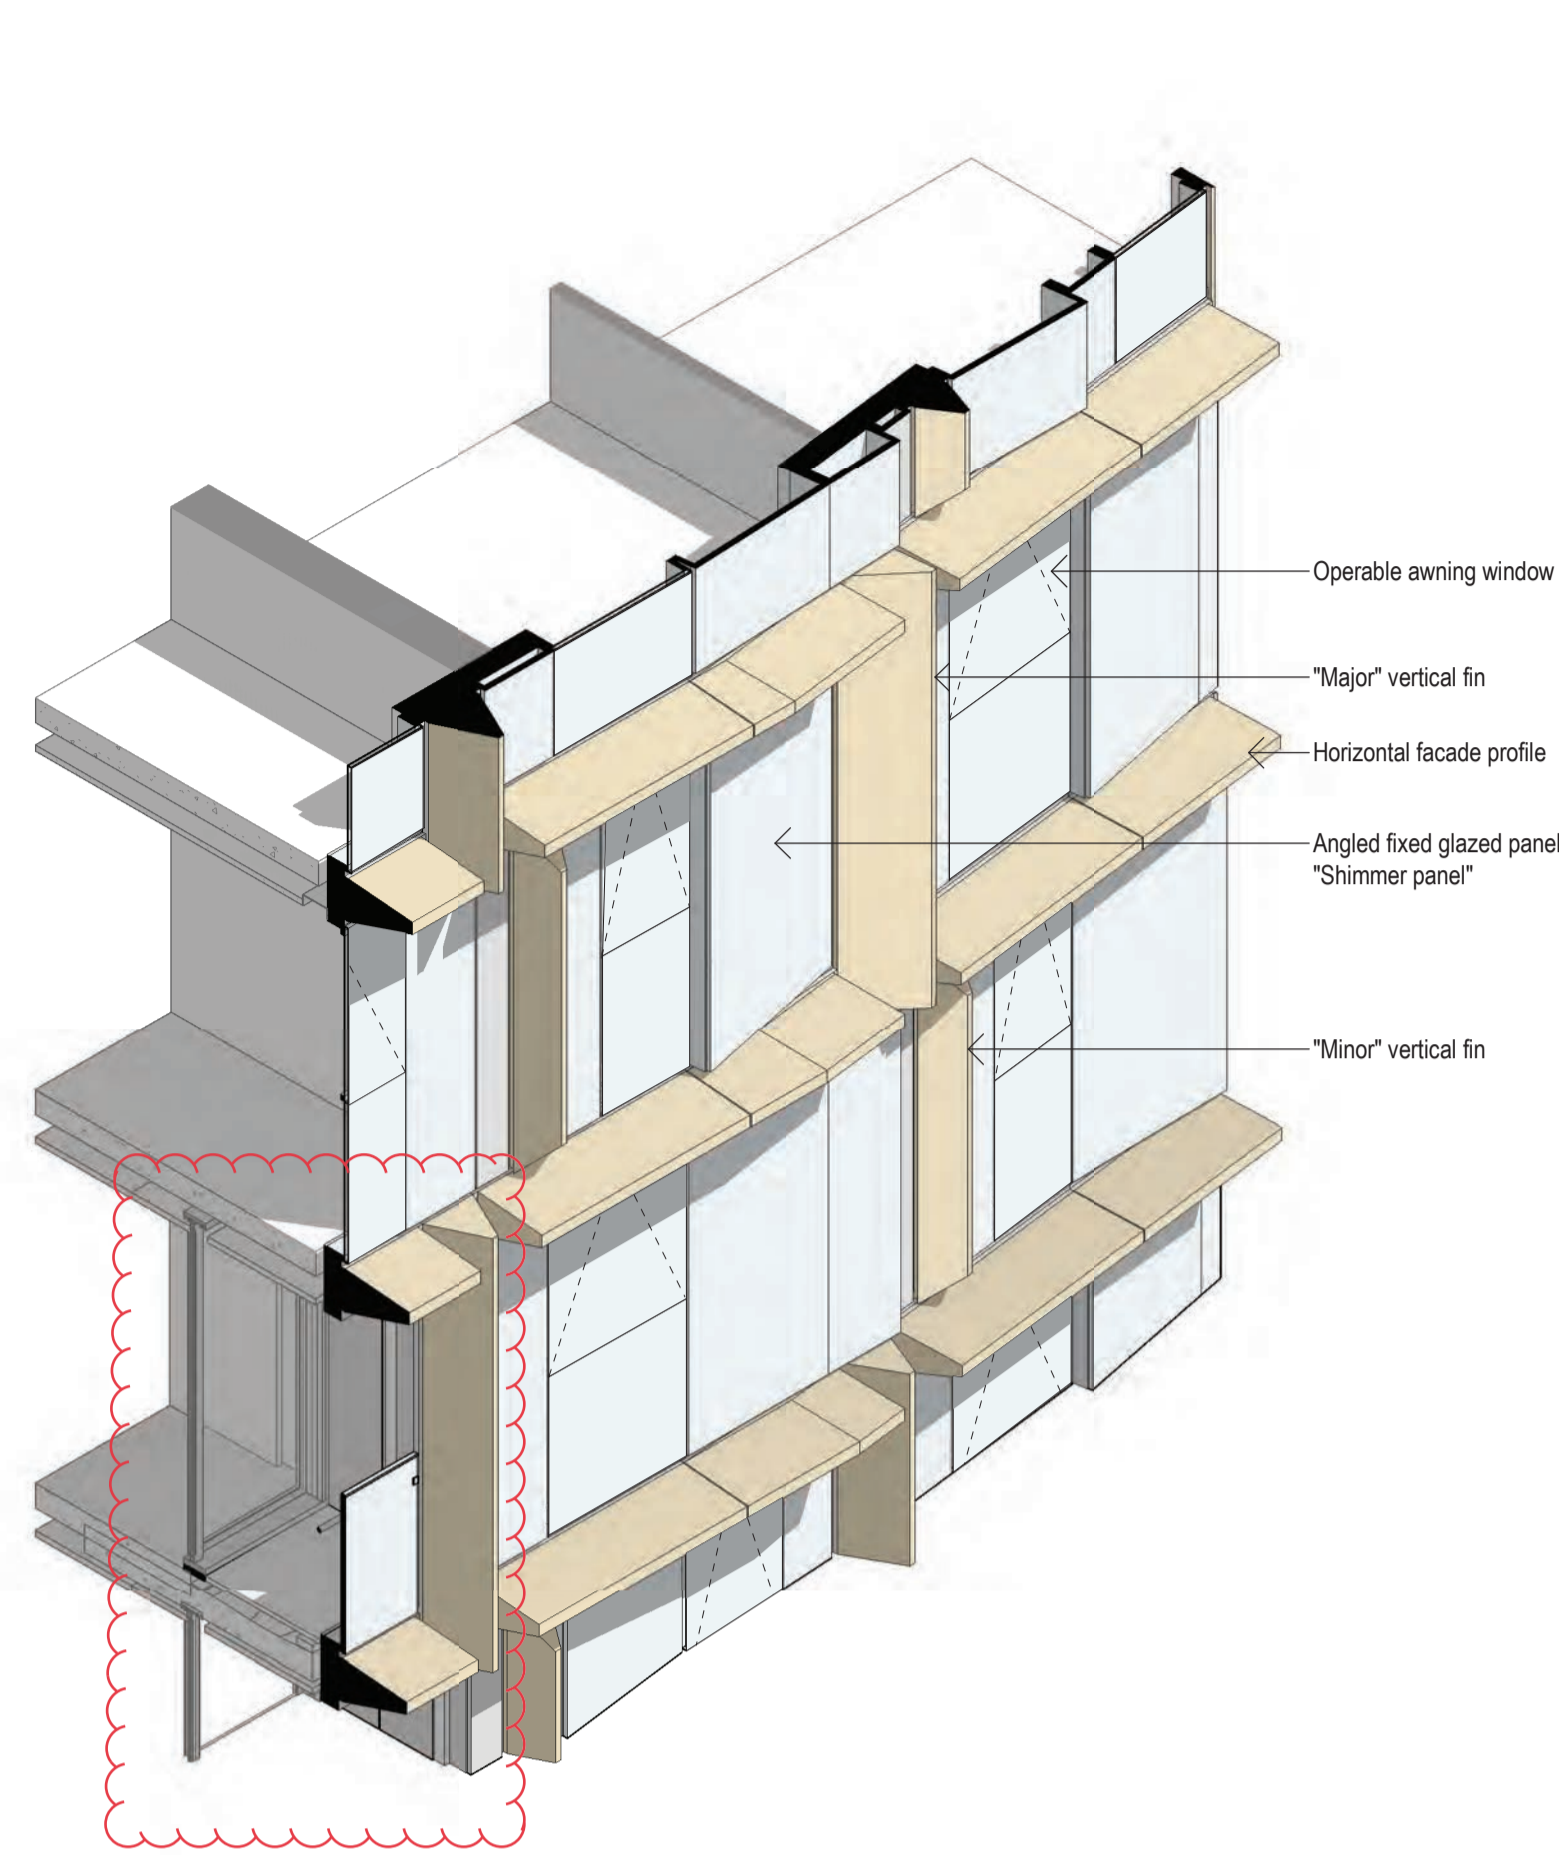 Operable awning window
"Major" vertical fin
Horizontal facade profile
Angled fixed glazed panel
"Shimmer panel"
"Minor" vertical fin